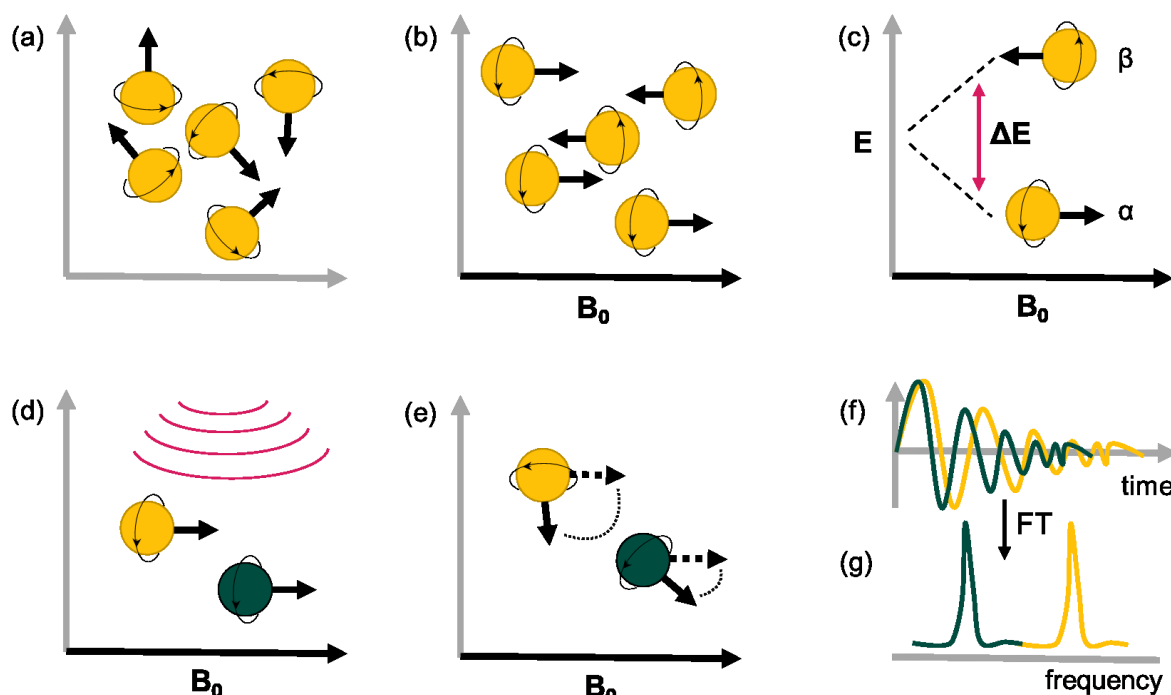 (a)
(b)
B₀
(c)
β
E
ΔE
α
B₀
(d)
B₀
(e)
B₀
(f)
time
FT
(g)
frequency